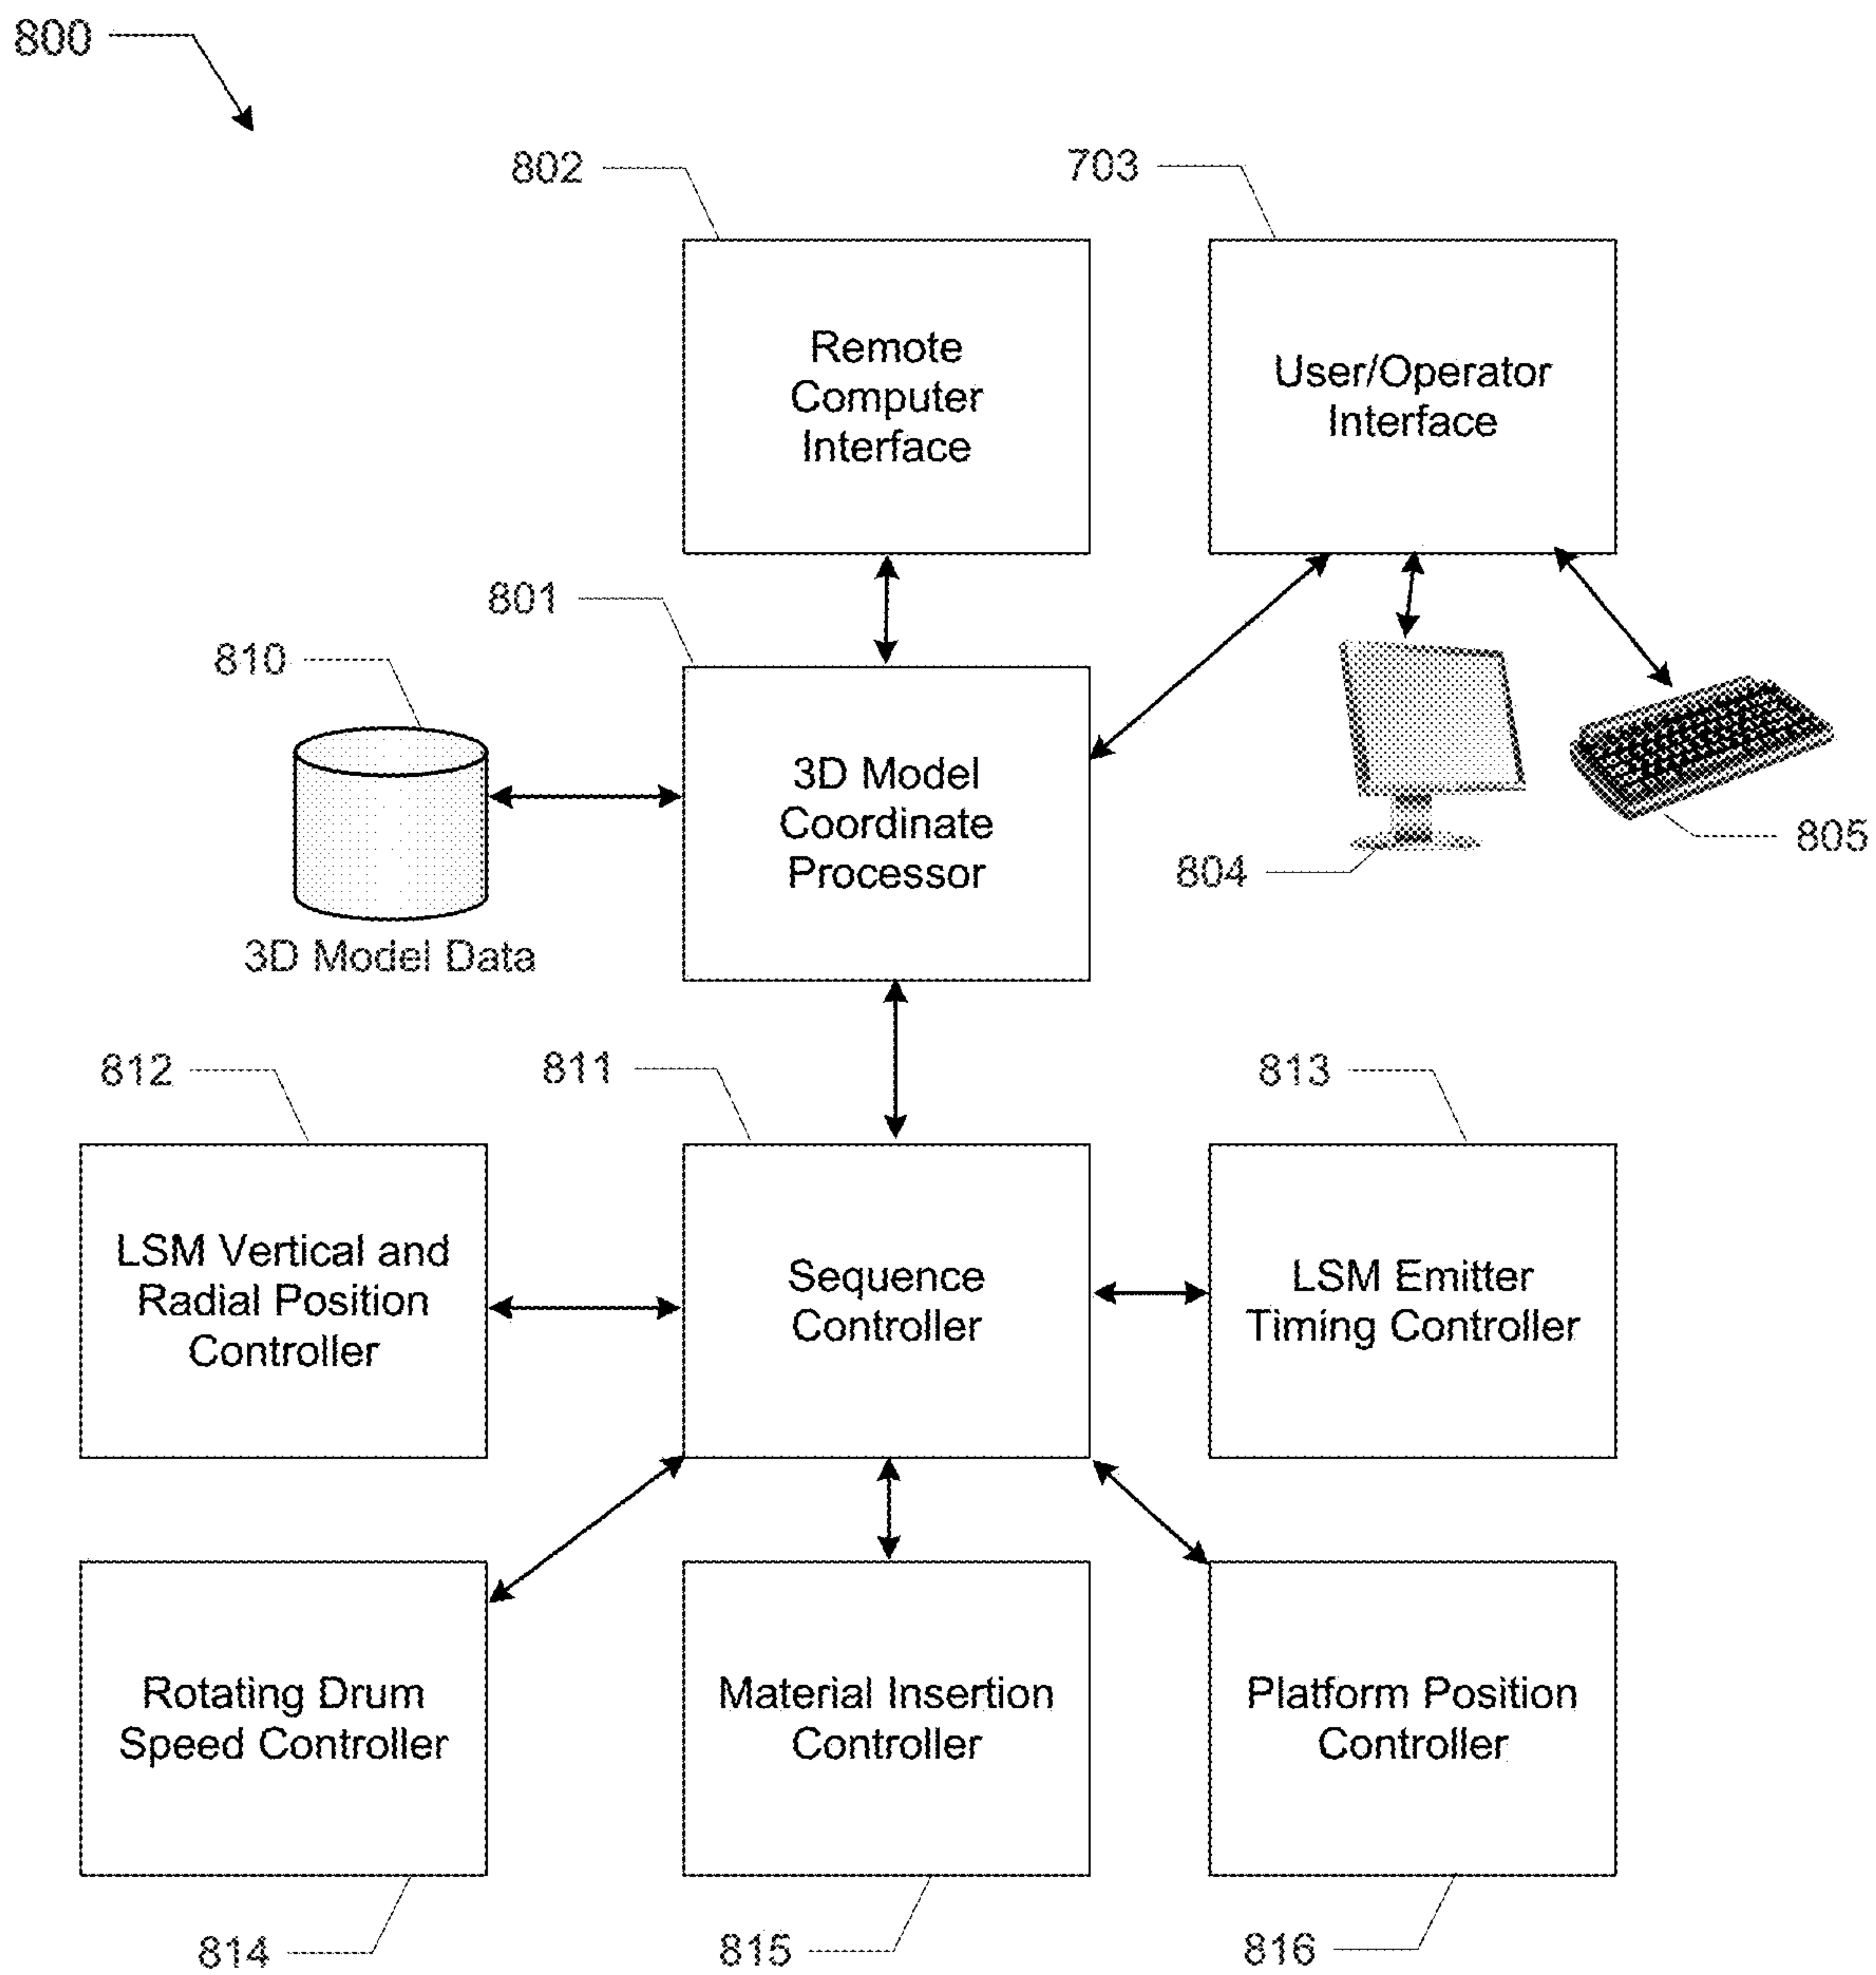 800
802
703
Remote
Computer
Interface
User/Operator
Interface
801
810
3D Model
Coordinate
Processor
804
805
3D Model Data
812
811
813
LSM Vertical and
Radial Position
Controller
Sequence
Controller
LSM Emitter
Timing Controller
Rotating Drum
Speed Controller
Material Insertion
Controller
Platform Position
Controller
814
815
816